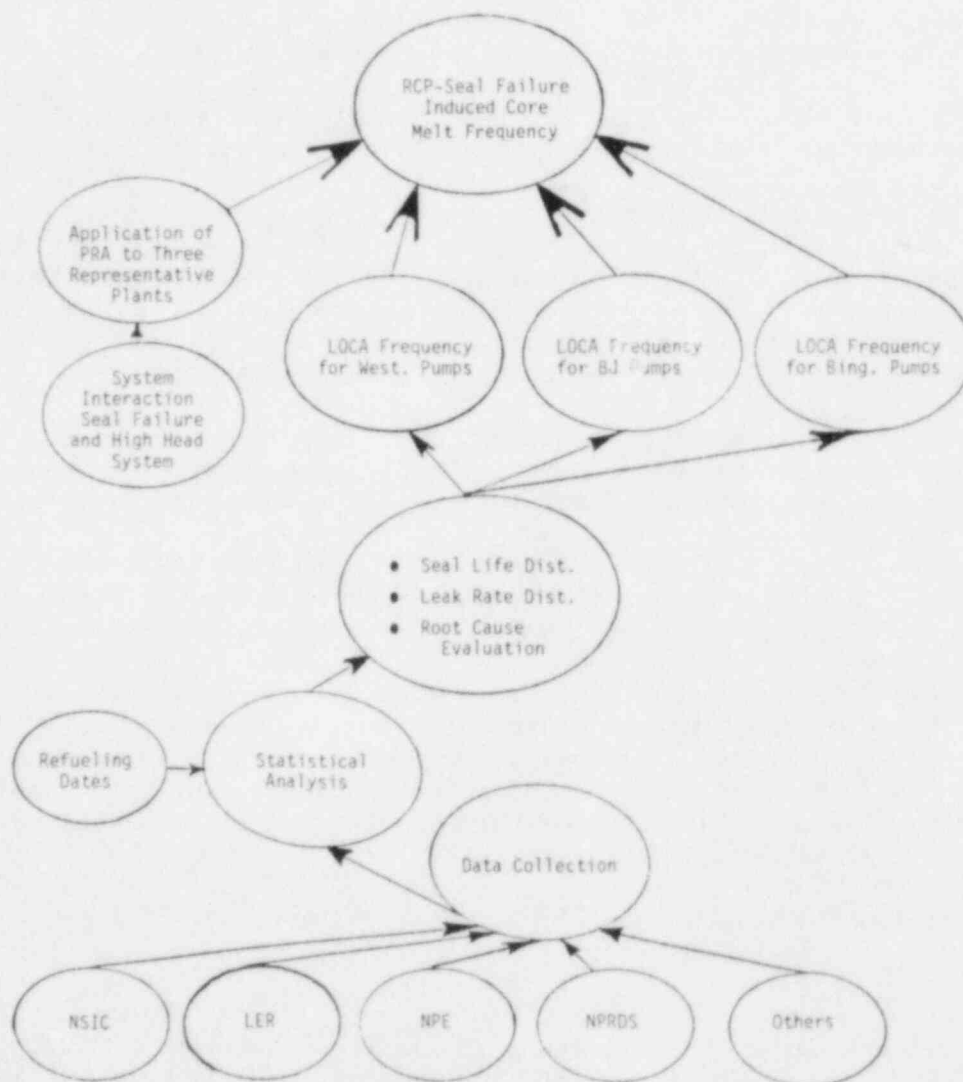 RCP-Seal Failure
Induced Core
Melt Frequency
Application of
PRA to Three
Representative
Plants
LOCA Frequency
for West. Pumps
LOCA Frequency
for BJ Pumps
LOCA Frequency
for Bing. Pumps
System
Interaction
Seal Failure
and High Head
System
• Seal Life Dist.
• Leak Rate Dist.
• Root Cause
Evaluation
Refueling
Dates
Statistical
Analysis
Data Collection
NSIC
LER
NPE
NPRDS
Others